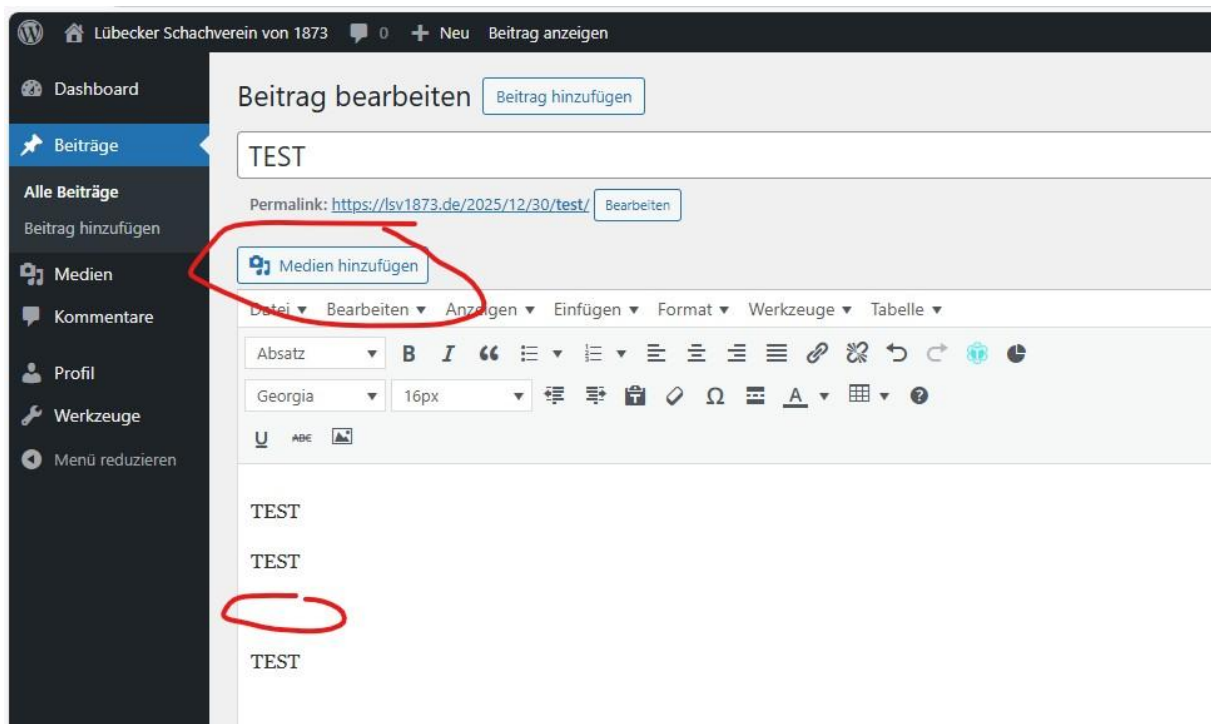 Lübecker Schachverein von 1873 0 Neu Beitrag anzeigen
Dashboard
Beiträge
Alle Beiträge
Beitrag hinzufügen
Medien
Kommentare
Profil
Werkzeuge
Menü reduzieren
Beitrag bearbeiten Beitrag hinzufügen
TEST
Permalink: https://lsv1873.de/2025/12/30/test/ Bearbeiten
Medien hinzufügen
Datei Bearbeiten Anzeigen Einfügen Format Werkzeuge Tabelle
Absatz B I
Georgia 16px Ω A
U ABC
TEST
TEST
TEST